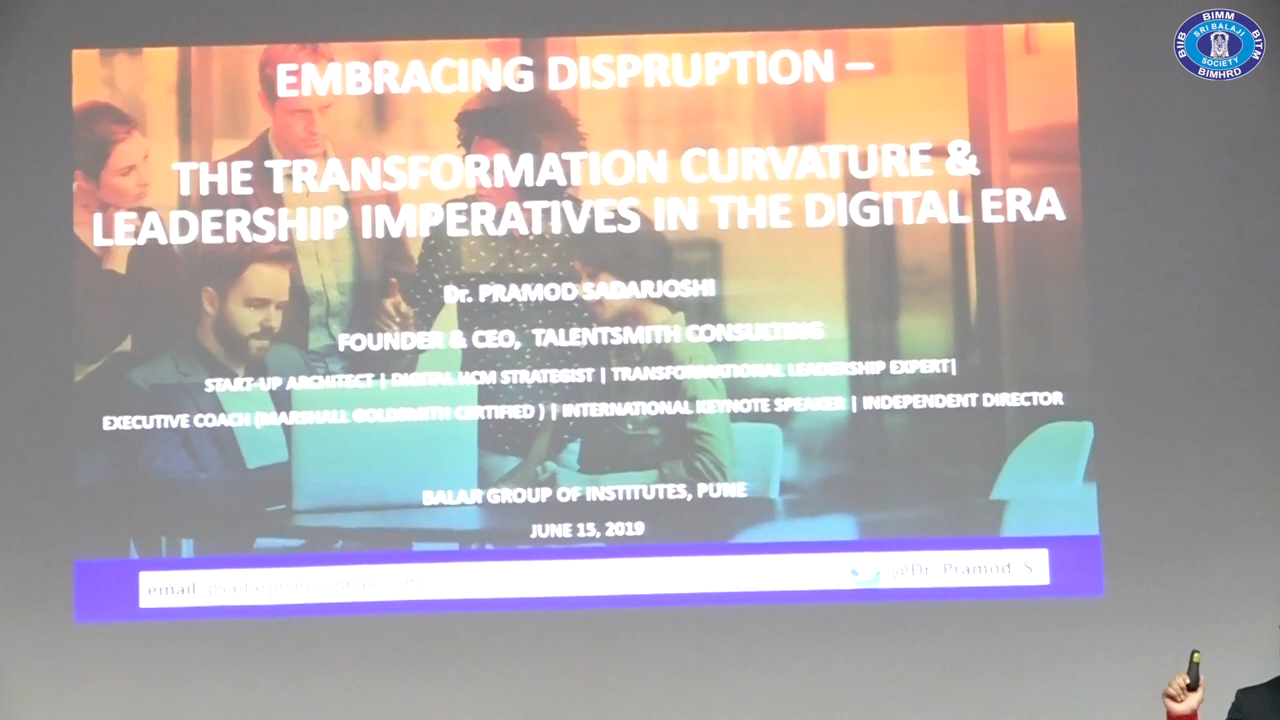 EMBRACING DISPRUPTION –
THE TRANSFORMATION CURVATURE &
LEADERSHIP IMPERATIVES IN THE DIGITAL ERA
Dr. PRAMOD SADARJOSHI
FOUNDER & CEO, TALENTSMITH CONSULTING
START-UP ARCHITECT | DIGITAL HCM STRATEGIST | TRANSFORMATIONAL LEADERSHIP EXPERT|
EXECUTIVE COACH (MARSHALL GOLDSMITH CERTIFIED ) | INTERNATIONAL KEYNOTE SPEAKER | INDEPENDENT DIRECTOR
BALAJI GROUP OF INSTITUTES, PUNE
JUNE 15, 2019
email
@Dr_Pramod_S
BIMM
BIIB
BITM
BIMHRD
SRI BALAJI
SOCIETY